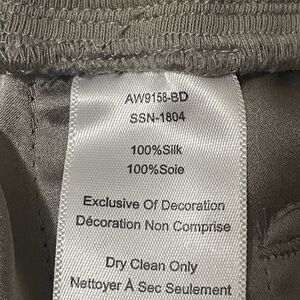 AW9158-BD
SSN-1804
100%Silk
100%Soie
Exclusive Of Decoration
Décoration Non Comprise
Dry Clean Only
Nettoyer À Sec Seulement